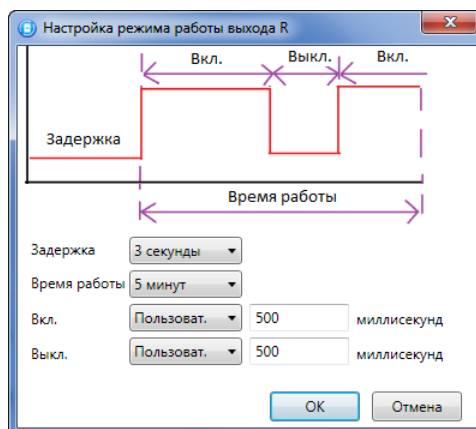 Настройка режима работы выхода R
Вкл. Выкл. Вкл.
Задержка
Время работы
Задержка 3 секунды
Время работы 5 минут
Вкл. Пользоват. 500 миллисекунд
Выкл. Пользоват. 500 миллисекунд
OK Отмена